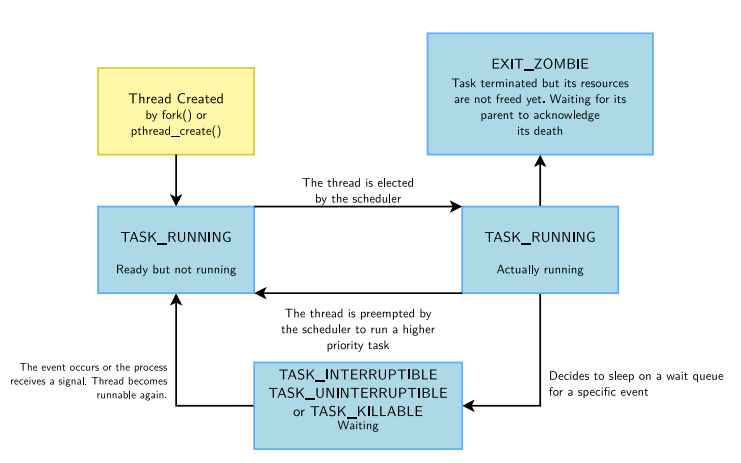 EXIT_ZOMBIE
Task terminated but its resources
are not freed yet. Waiting for its
parent to acknowledge
its death
Thread Created
by fork() or
pthread_create()
The thread is elected
by the scheduler
TASK_RUNNING
Ready but not running
TASK_RUNNING
Actually running
The thread is preempted by
the scheduler to run a higher
priority task
The event occurs or the process
receives a signal. Thread becomes
runnable again.
TASK_INTERRUPTIBLE
TASK_UNINTERRUPTIBLE
or TASK_KILLABLE
Waiting
Decides to sleep on a wait queue
for a specific event